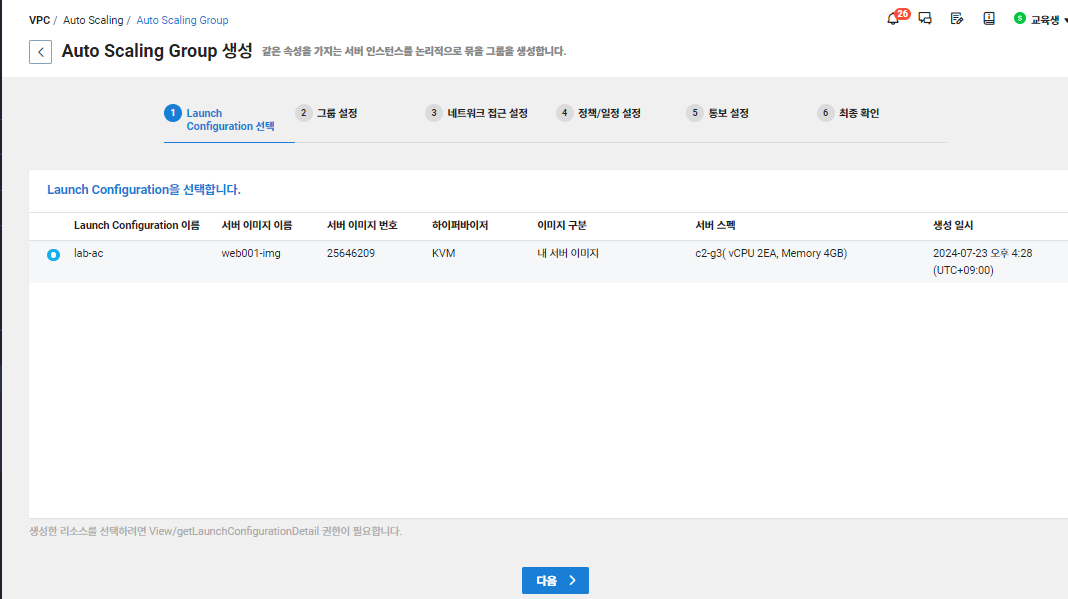 VPC / Auto Scaling / Auto Scaling Group
26
S 교육생
Auto Scaling Group 생성 같은 속성을 가지는 서버 인스턴스를 논리적으로 묶을 그룹을 생성합니다.
1 Launch
Configuration 선택
2 그룹 설정
3 네트워크 접근 설정
4 정책/일정 설정
5 통보 설정
6 최종 확인
Launch Configuration을 선택합니다.
Launch Configuration 이름 서버 이미지 이름 서버 이미지 번호 하이퍼바이저 이미지 구분 서버 스펙 생성 일시
lab-ac web001-img 25646209 KVM 내 서버 이미지 c2-g3( vCPU 2EA, Memory 4GB) 2024-07-23 오후 4:28
(UTC+09:00)
생성한 리소스를 선택하려면 View/getLaunchConfigurationDetail 권한이 필요합니다.
다음